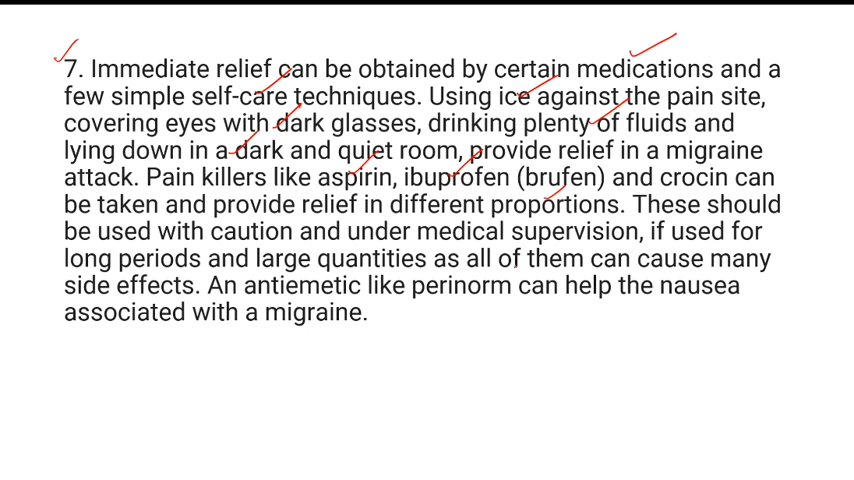 7. Immediate relief can be obtained by certain medications and a
few simple self-care techniques. Using ice against the pain site,
covering eyes with dark glasses, drinking plenty of fluids and
lying down in a dark and quiet room, provide relief in a migraine
attack. Pain killers like aspirin, ibuprofen (brufen) and crocin can
be taken and provide relief in different proportions. These should
be used with caution and under medical supervision, if used for
long periods and large quantities as all of them can cause many
side effects. An antiemetic like perinorm can help the nausea
associated with a migraine.